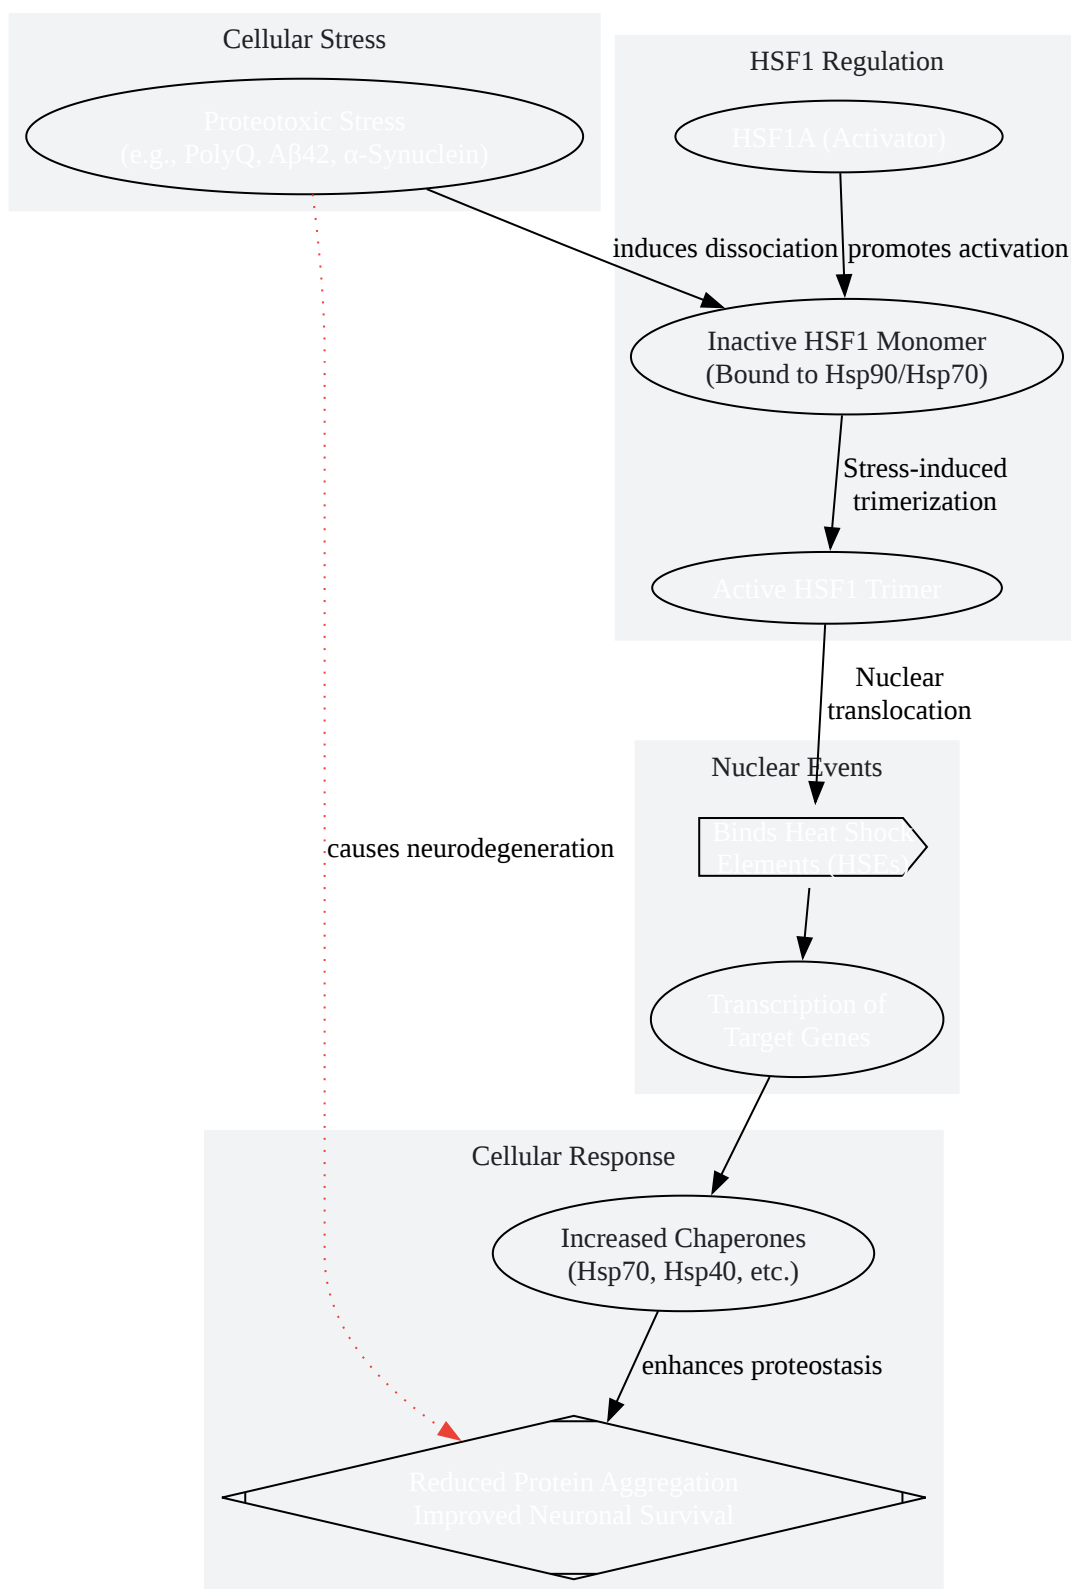 Cellular Stress
Proteotoxic Stress
(e.g., PolyQ, Aβ42, α-Synuclein)
HSF1 Regulation
HSF1A (Activator)
induces dissociation
promotes activation
Inactive HSF1 Monomer
(Bound to Hsp90/Hsp70)
Stress-induced
trimerization
Active HSF1 Trimer
Nuclear
translocation
Nuclear Events
Binds Heat Shock
Elements (HSEs)
causes neurodegeneration
Transcription of
Target Genes
Cellular Response
Increased Chaperones
(Hsp70, Hsp40, etc.)
enhances proteostasis
Reduced Protein Aggregation
Improved Neuronal Survival